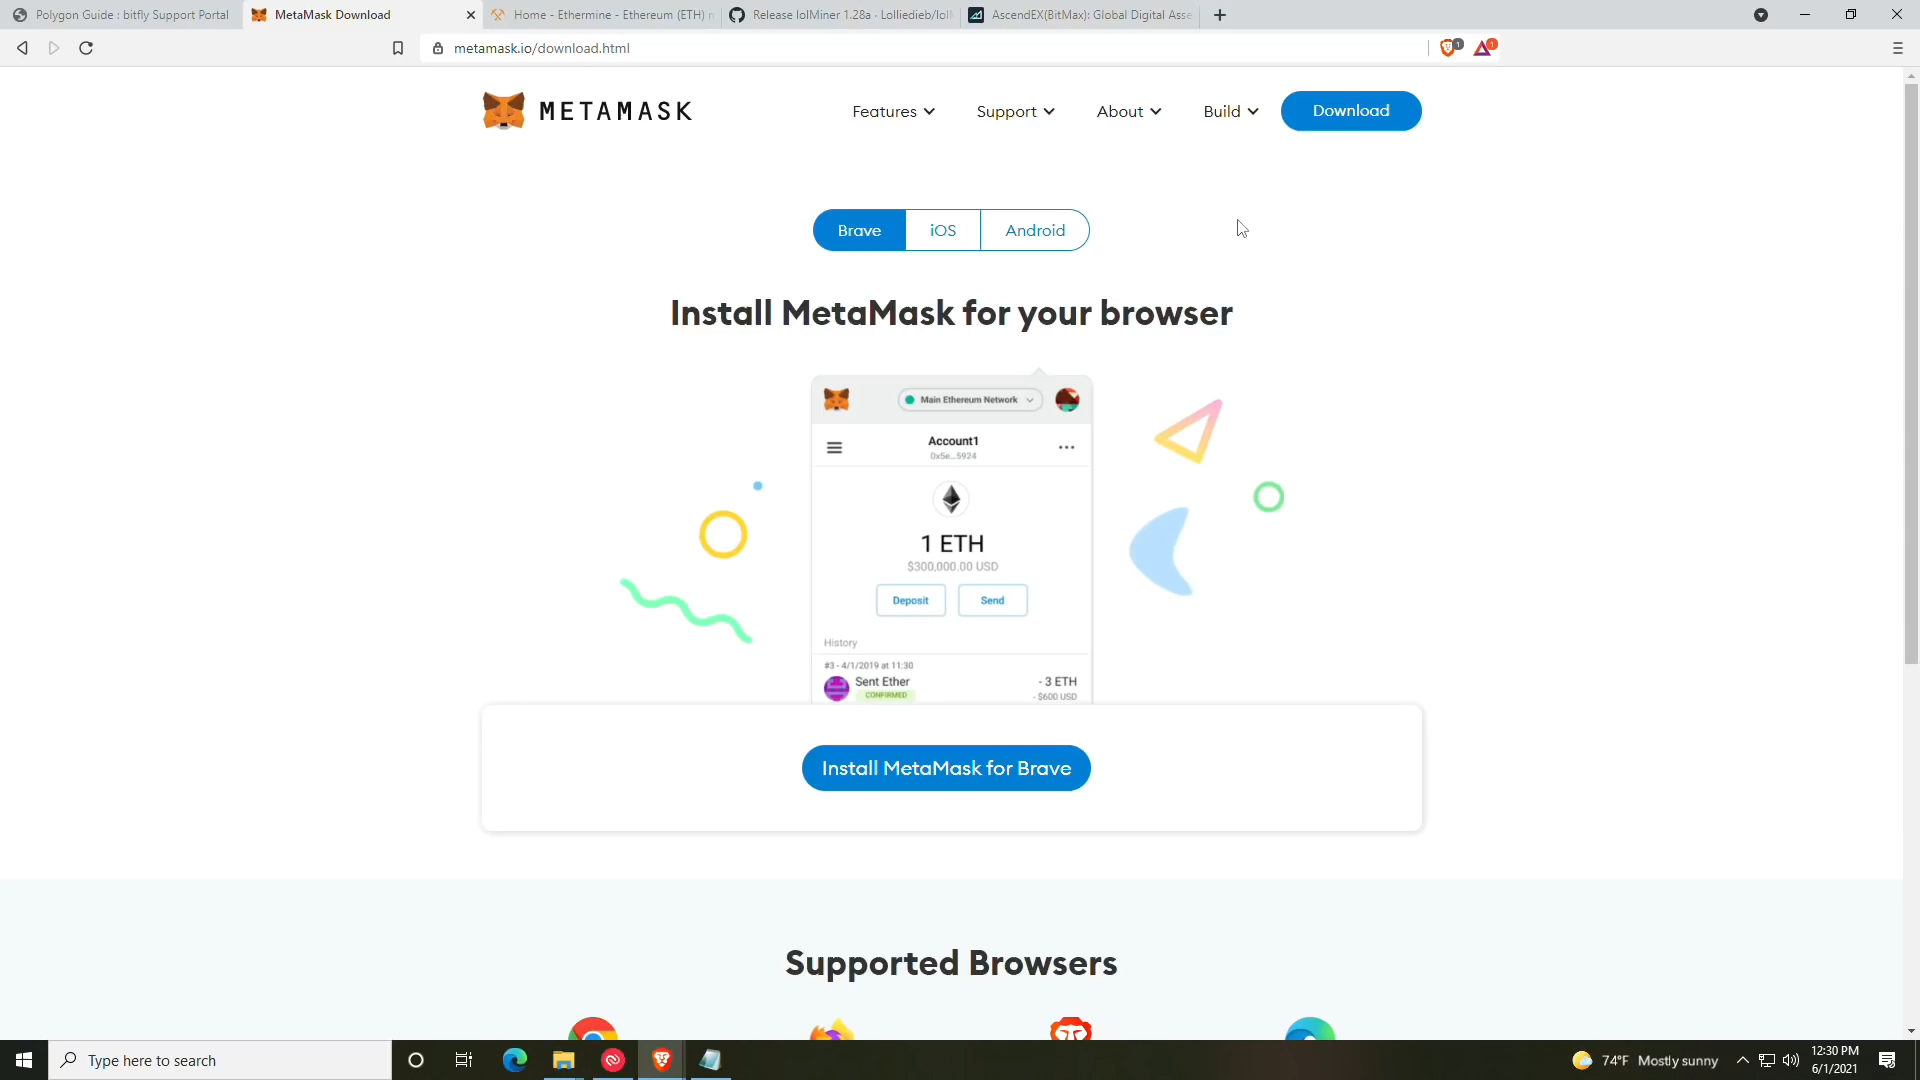 Polygon Guide : bitfly Support Portal
MetaMask Download
Home - Ethermine - Ethereum (ETH)
Release lolMiner 1.28a · Lolliedieb/lol
AscendEX(BitMax): Global Digital Asse
metamask.io/download.html
1
1
METAMASK
Features
Support
About
Build
Download
Brave
iOS
Android
Install MetaMask for your browser
Main Ethereum Network
Account1
0x5e...5924
1 ETH
$300,000.00 USD
Deposit
Send
History
#3 - 4/1/2019 at 11:30
Sent Ether
- 3 ETH
CONFIRMED
- $600 USD
Install MetaMask for Brave
Supported Browsers
Type here to search
74°F Mostly sunny
12:30 PM
6/1/2021